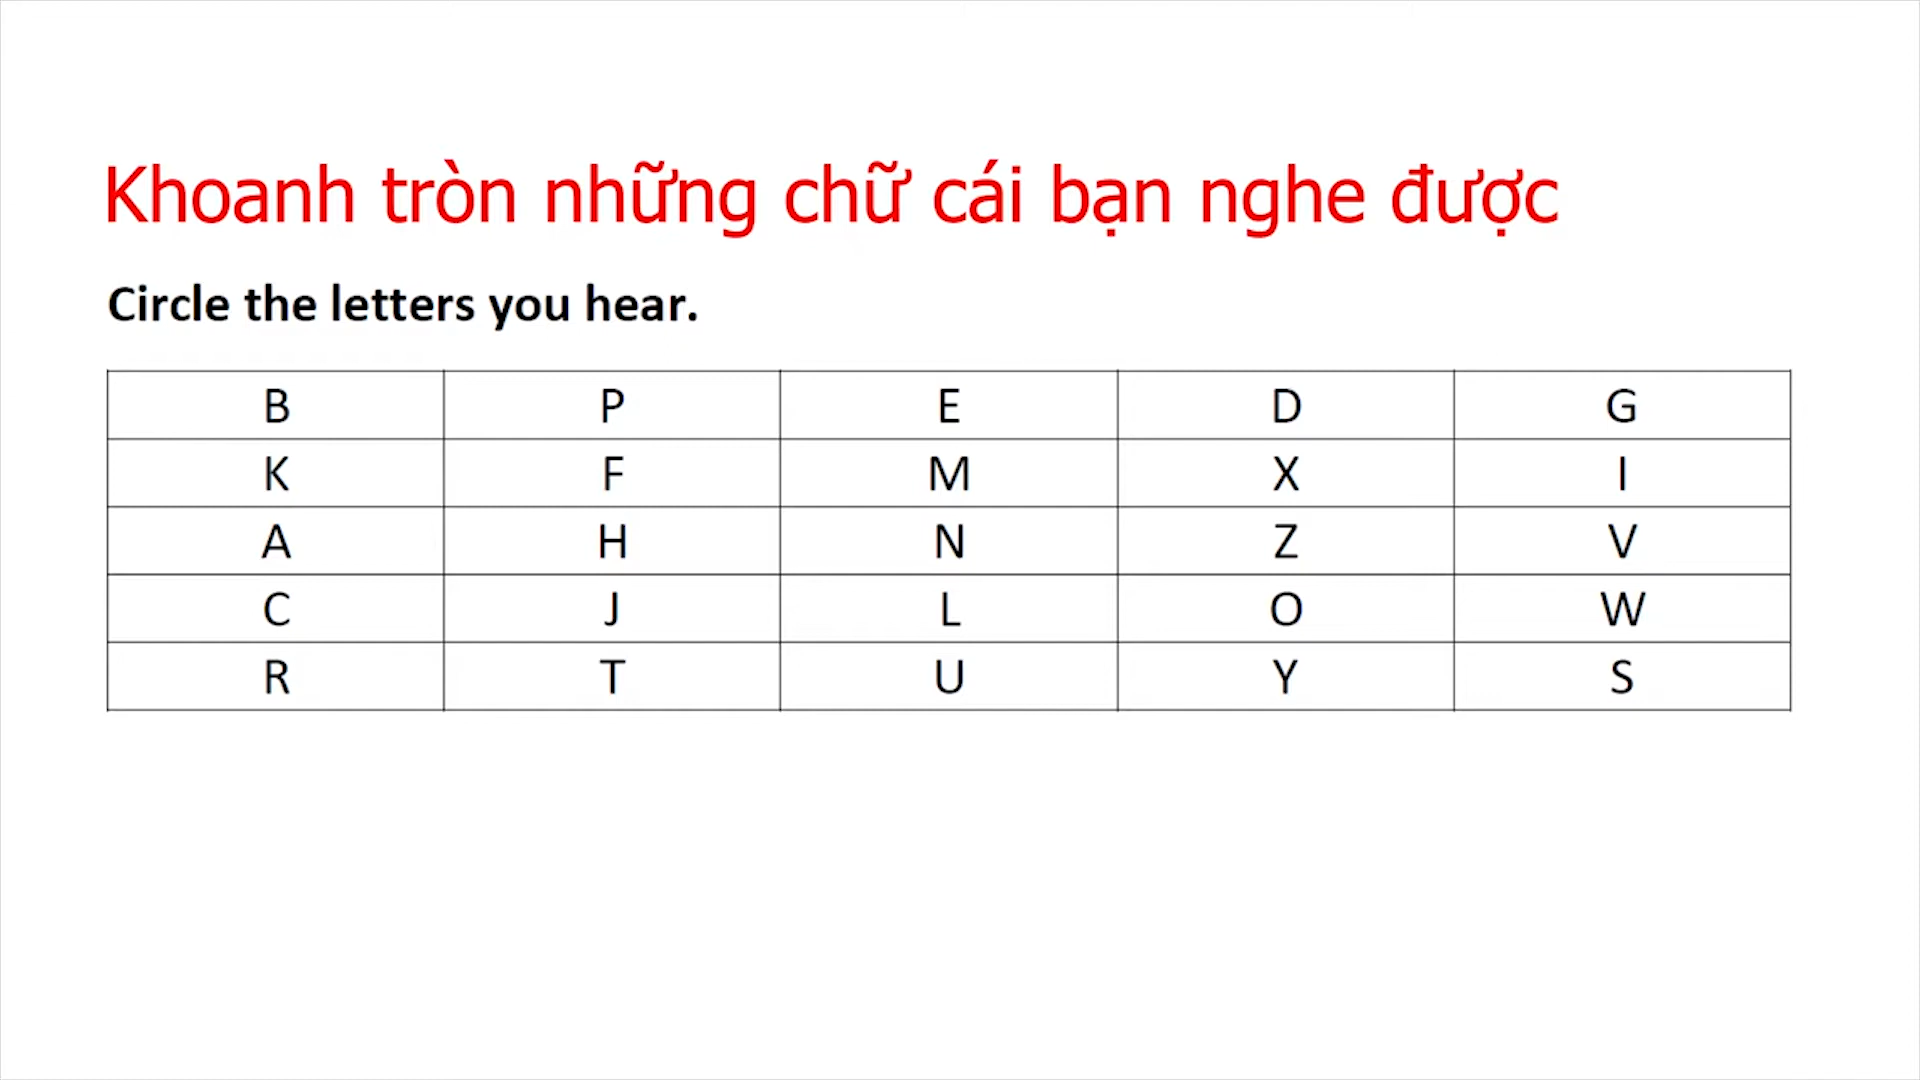 Khoanh tròn những chữ cái bạn nghe được
Circle the letters you hear.
B P E D G
K F M X I
A H N Z V
C J L O W
R T U Y S